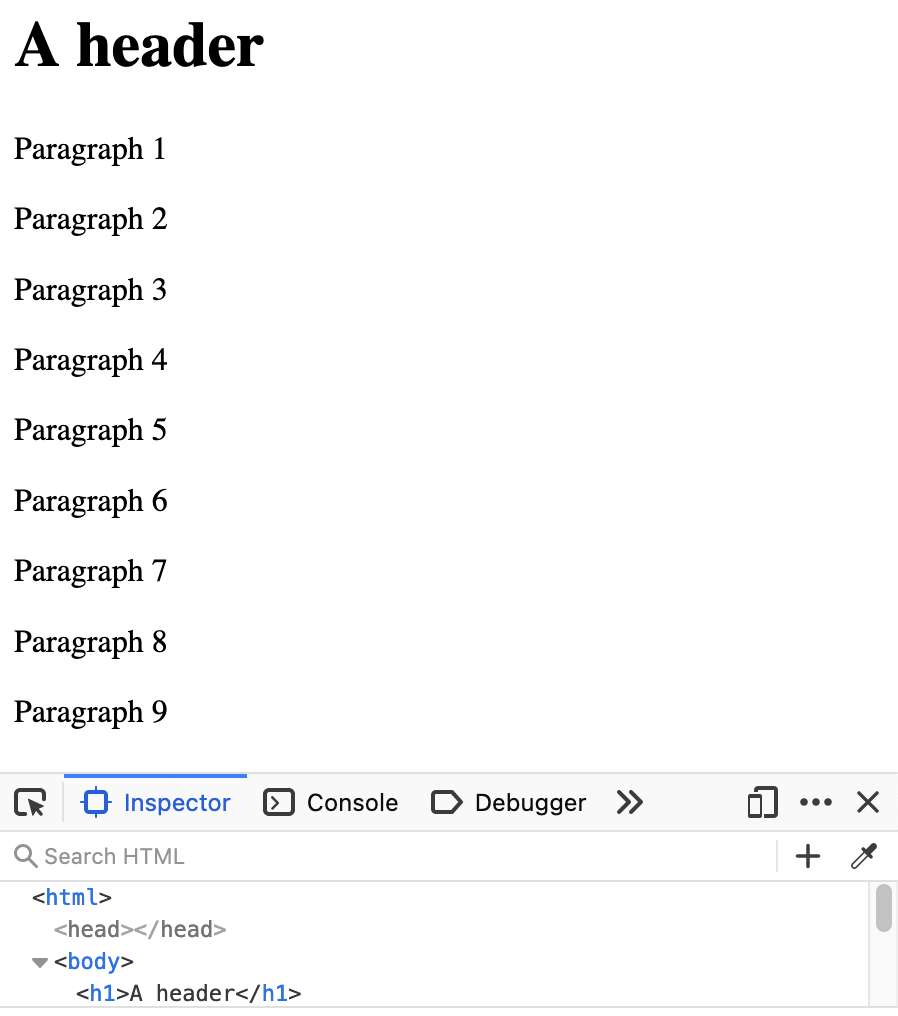 A header
Paragraph 1
Paragraph 2
Paragraph 3
Paragraph 4
Paragraph 5
Paragraph 6
Paragraph 7
Paragraph 8
Paragraph 9
Inspector Console Debugger
Search HTML
<html>
<head></head>
<body>
<h1>A header</h1>